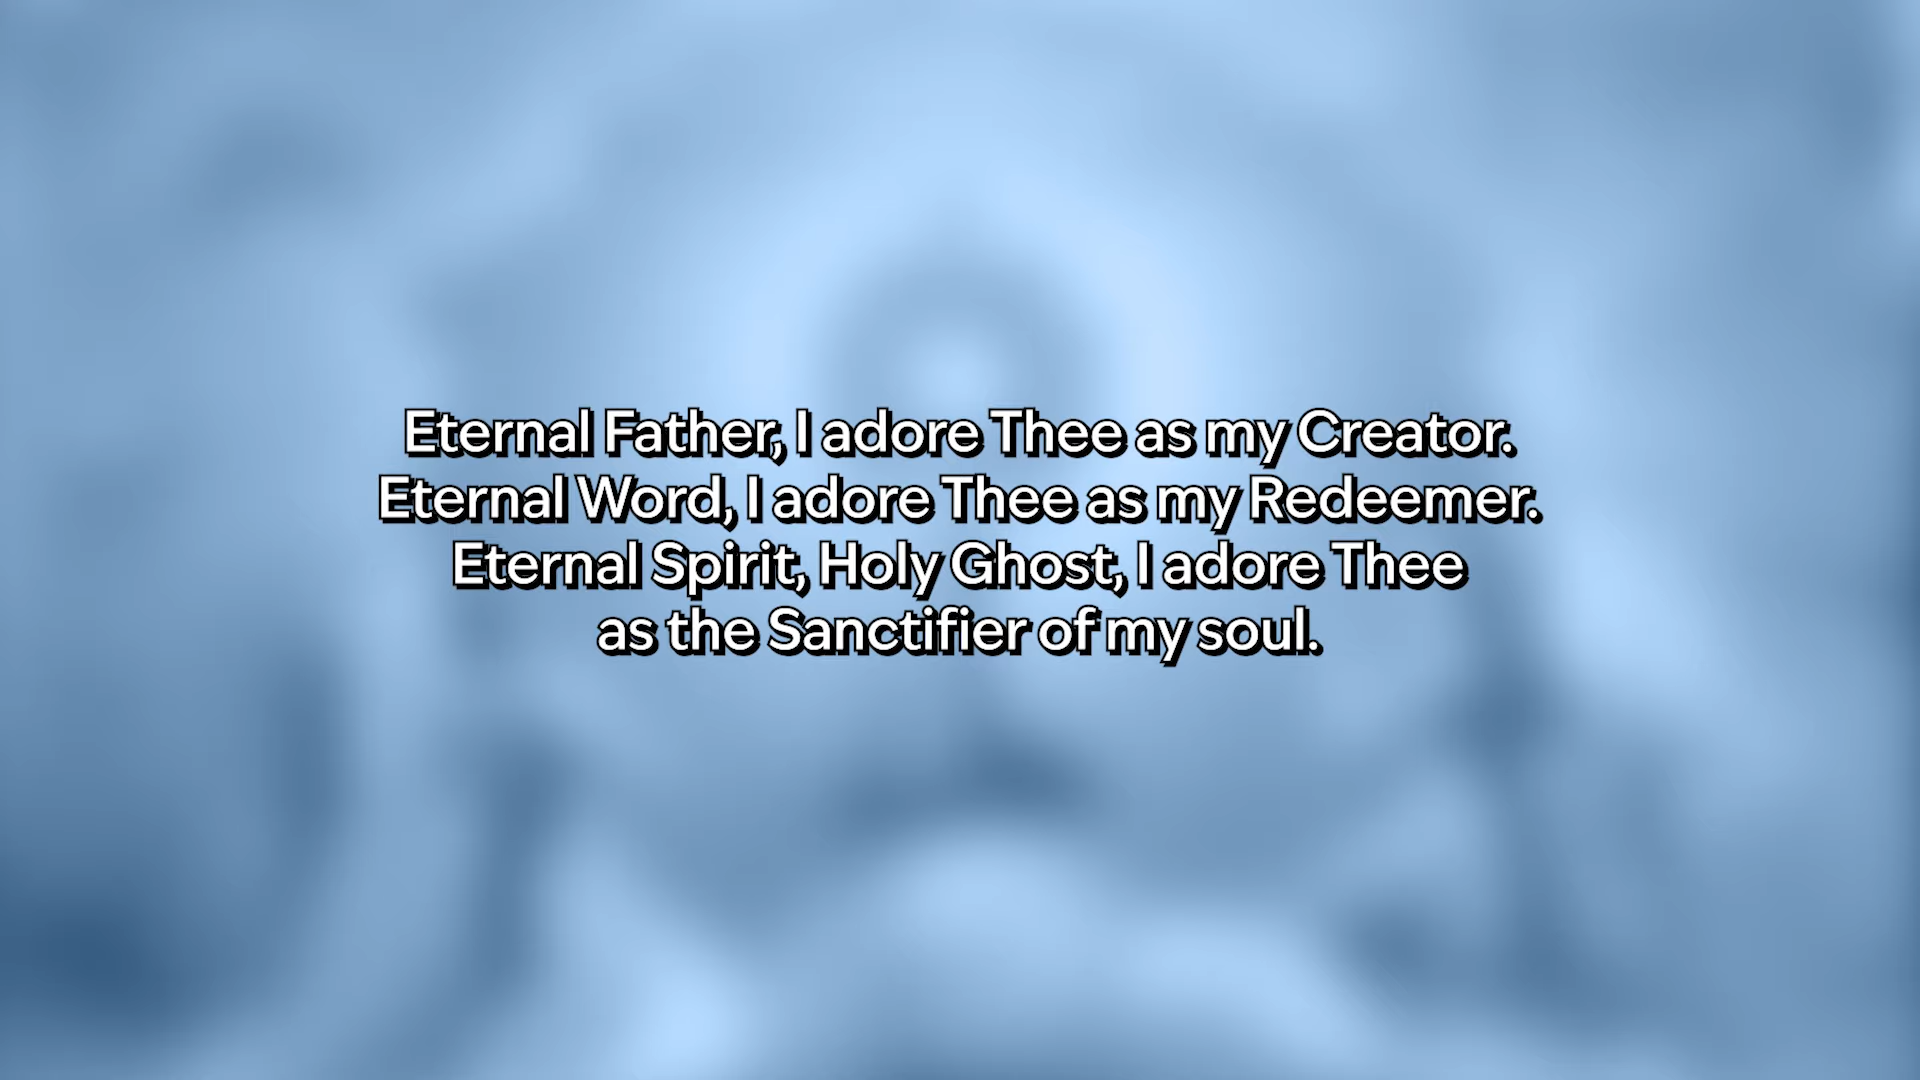 Eternal Father, I adore Thee as my Creator.
Eternal Word, I adore Thee as my Redeemer.
Eternal Spirit, Holy Ghost, I adore Thee
as the Sanctifier of my soul.